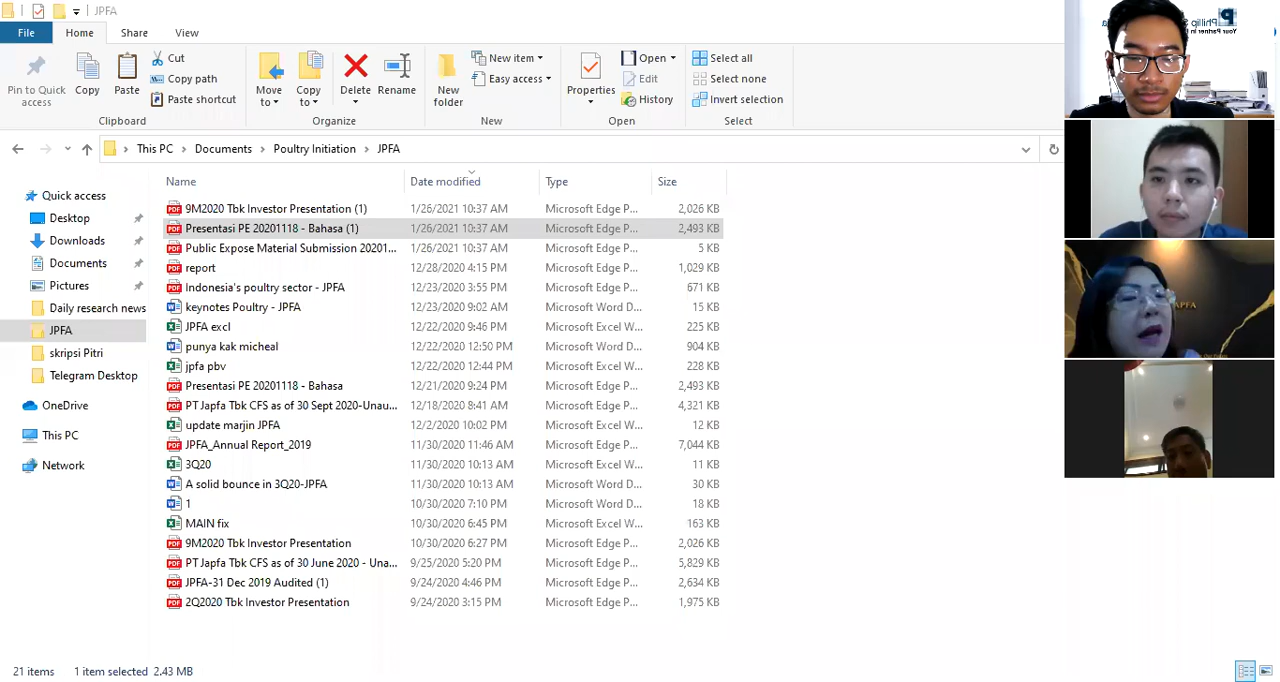 JPFA
File Home Share View
Pin to Quick access
Copy
Paste
Cut
Copy path
Paste shortcut
Clipboard
Move to
Copy to
Delete
Rename
Organize
New folder
New item
Easy access
New
Properties
Open
Edit
History
Open
Select all
Select none
Invert selection
Select
This PC > Documents > Poultry Initiation > JPFA
Quick access
Desktop
Downloads
Documents
Pictures
Daily research news
JPFA
skripsi Pitri
Telegram Desktop
OneDrive
This PC
Network
Name Date modified Type Size
9M2020 Tbk Investor Presentation (1) 1/26/2021 10:37 AM Microsoft Edge P... 2,026 KB
Presentasi PE 20201118 - Bahasa (1) 1/26/2021 10:37 AM Microsoft Edge P... 2,493 KB
Public Expose Material Submission 20201... 1/26/2021 10:37 AM Microsoft Edge P... 5 KB
report 12/28/2020 4:15 PM Microsoft Edge P... 1,029 KB
Indonesia's poultry sector - JPFA 12/23/2020 3:55 PM Microsoft Edge P... 671 KB
keynotes Poultry - JPFA 12/23/2020 9:02 AM Microsoft Word D... 15 KB
JPFA excl 12/22/2020 9:46 PM Microsoft Excel W... 225 KB
punya kak micheal 12/22/2020 12:50 PM Microsoft Word D... 904 KB
jpfa pbv 12/22/2020 12:44 PM Microsoft Excel W... 228 KB
Presentasi PE 20201118 - Bahasa 12/21/2020 9:24 PM Microsoft Edge P... 2,493 KB
PT Japfa Tbk CFS as of 30 Sept 2020-Unau... 12/18/2020 8:41 AM Microsoft Edge P... 4,321 KB
update marjin JPFA 12/2/2020 10:02 PM Microsoft Excel W... 12 KB
JPFA_Annual Report_2019 11/30/2020 11:46 AM Microsoft Edge P... 7,044 KB
3Q20 11/30/2020 10:13 AM Microsoft Excel W... 11 KB
A solid bounce in 3Q20-JPFA 11/30/2020 10:13 AM Microsoft Word D... 30 KB
1 10/30/2020 7:10 PM Microsoft Word D... 18 KB
MAIN fix 10/30/2020 6:45 PM Microsoft Excel W... 163 KB
9M2020 Tbk Investor Presentation 10/30/2020 6:27 PM Microsoft Edge P... 2,026 KB
PT Japfa Tbk CFS as of 30 June 2020 - Una... 9/25/2020 5:20 PM Microsoft Edge P... 5,829 KB
JPFA-31 Dec 2019 Audited (1) 9/24/2020 4:46 PM Microsoft Edge P... 2,634 KB
2Q2020 Tbk Investor Presentation 9/24/2020 3:15 PM Microsoft Edge P... 1,975 KB
21 items 1 item selected 2.43 MB
Phillip S
Your Partner in